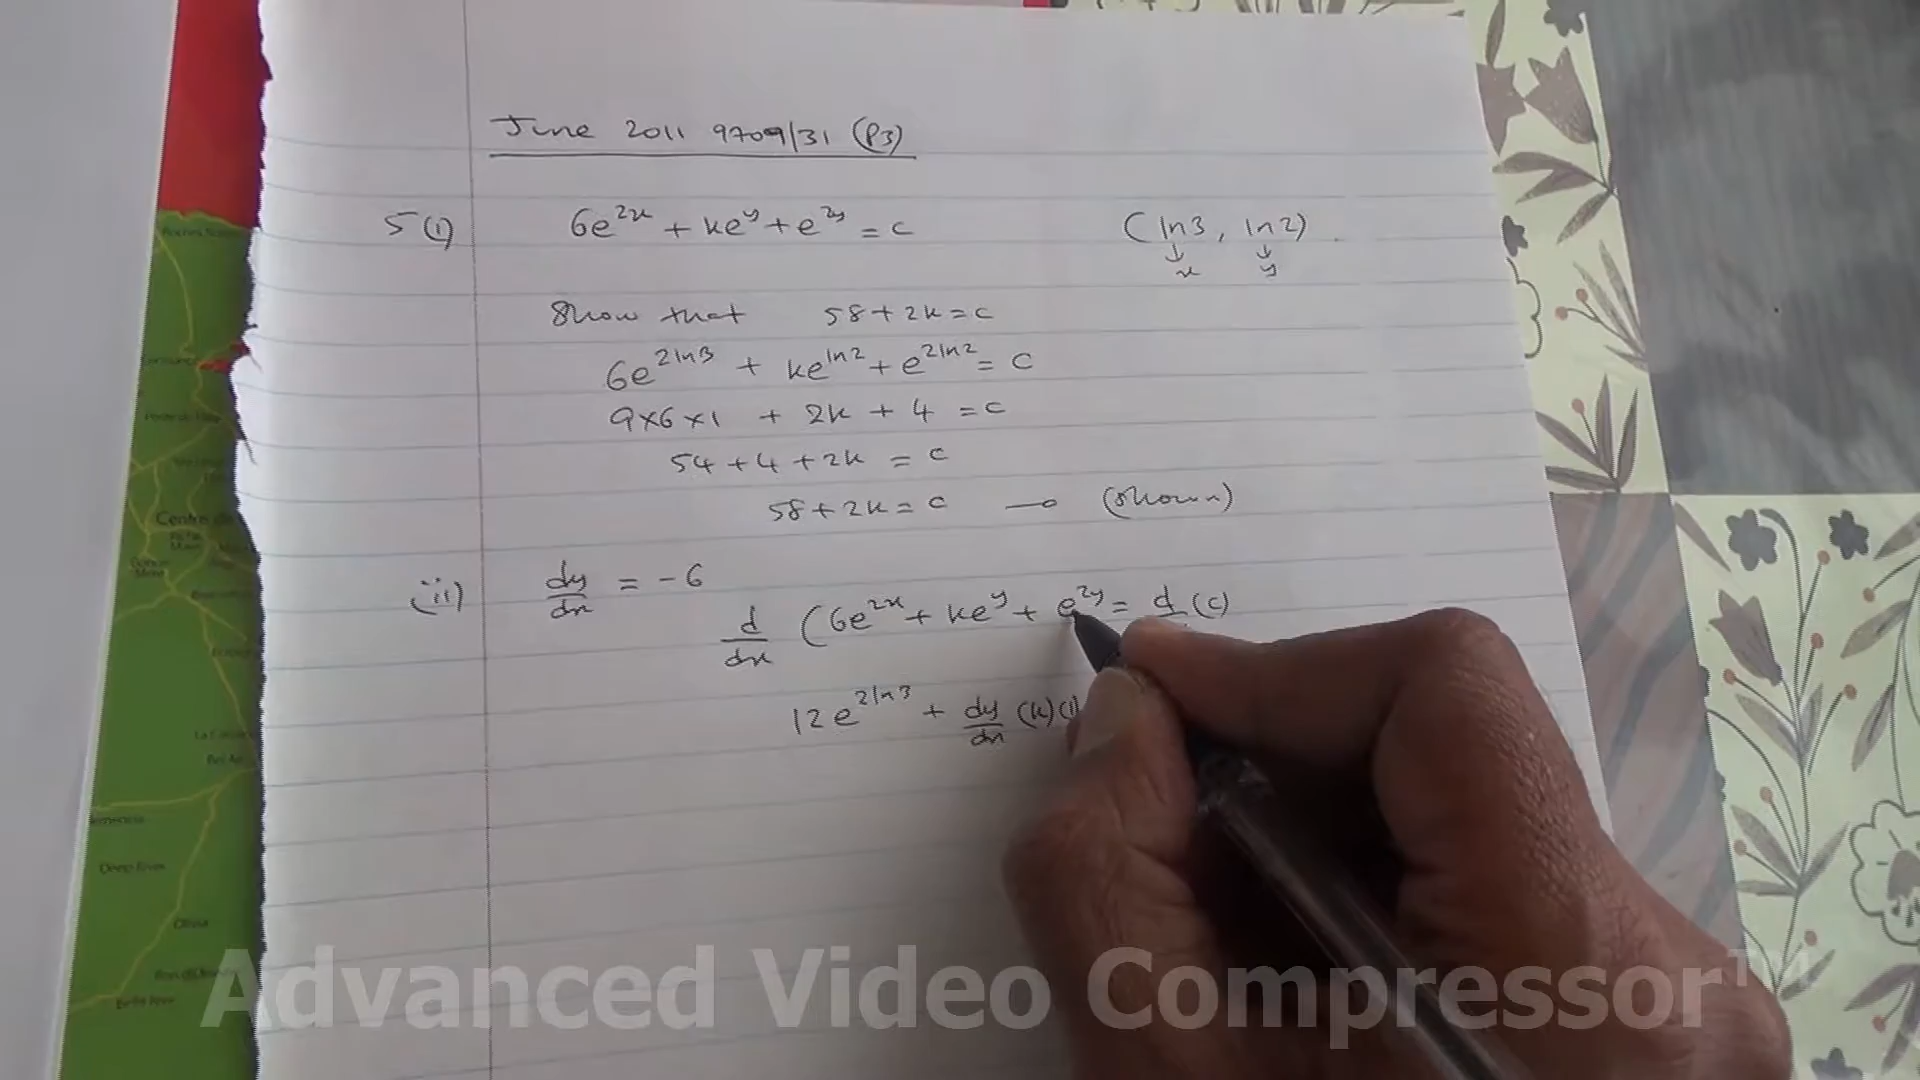 June 2011 9709/31 (P3)
5(i) 6e^2x + ke^y + e^2y = c (ln3, ln2)
↓ ↓
x y
Show that 58 + 2k = c
6e^2ln3 + ke^ln2 + e^2ln2 = c
9×6×1 + 2k + 4 = c
54 + 4 + 2k = c
58 + 2k = c → (shown)
(ii) dy/dx = -6
d/dx (6e^2x + ke^y + e^2y = d (c)
12e^2ln3 + dy/dx (k)(1)
Advanced Video Compressor™